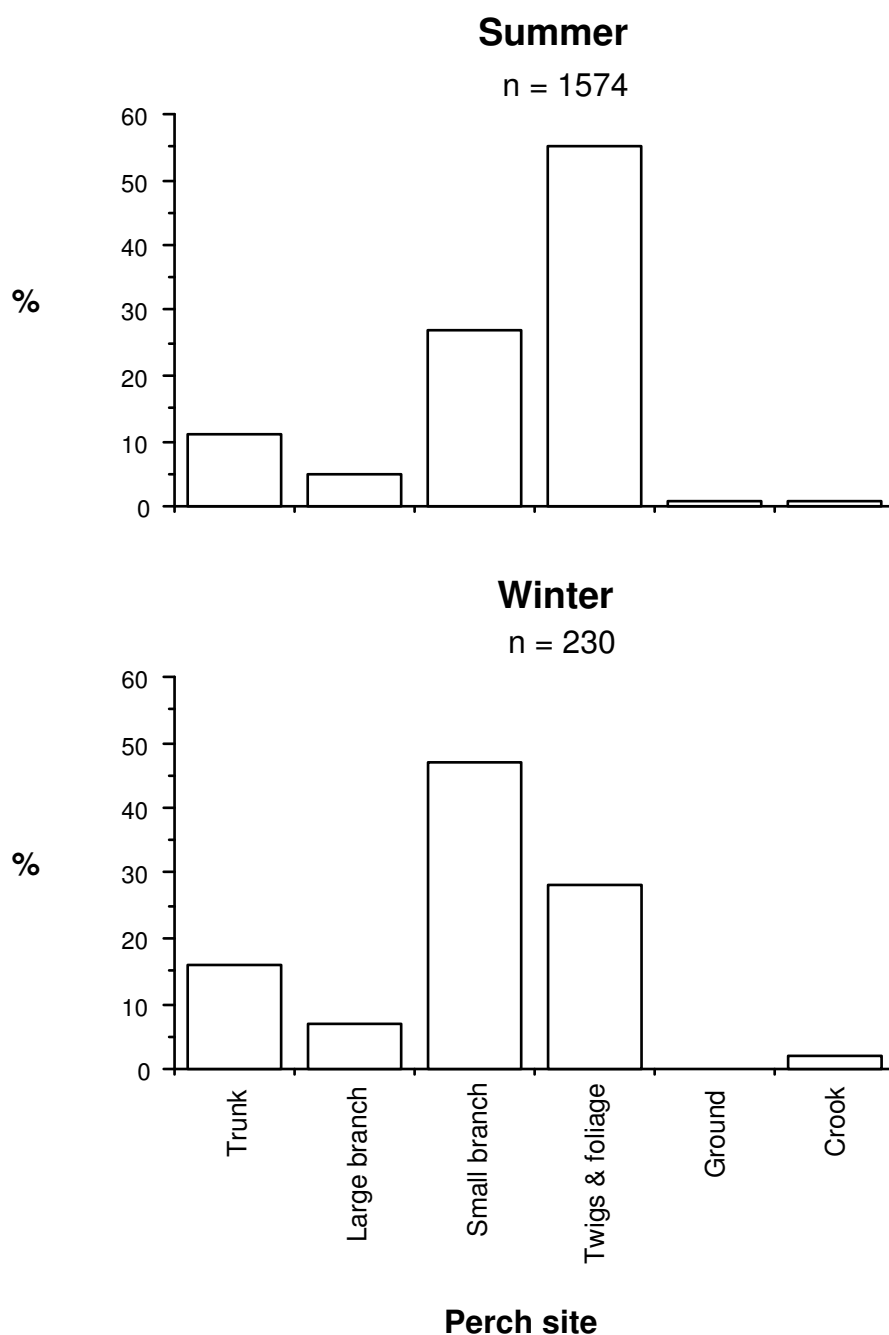 Summer
n = 1574
60
50
40
30
20
10
0
%
Winter
n = 230
60
50
40
30
20
10
0
%
Trunk
Large branch
Small branch
Twigs & foliage
Ground
Crook
Perch site